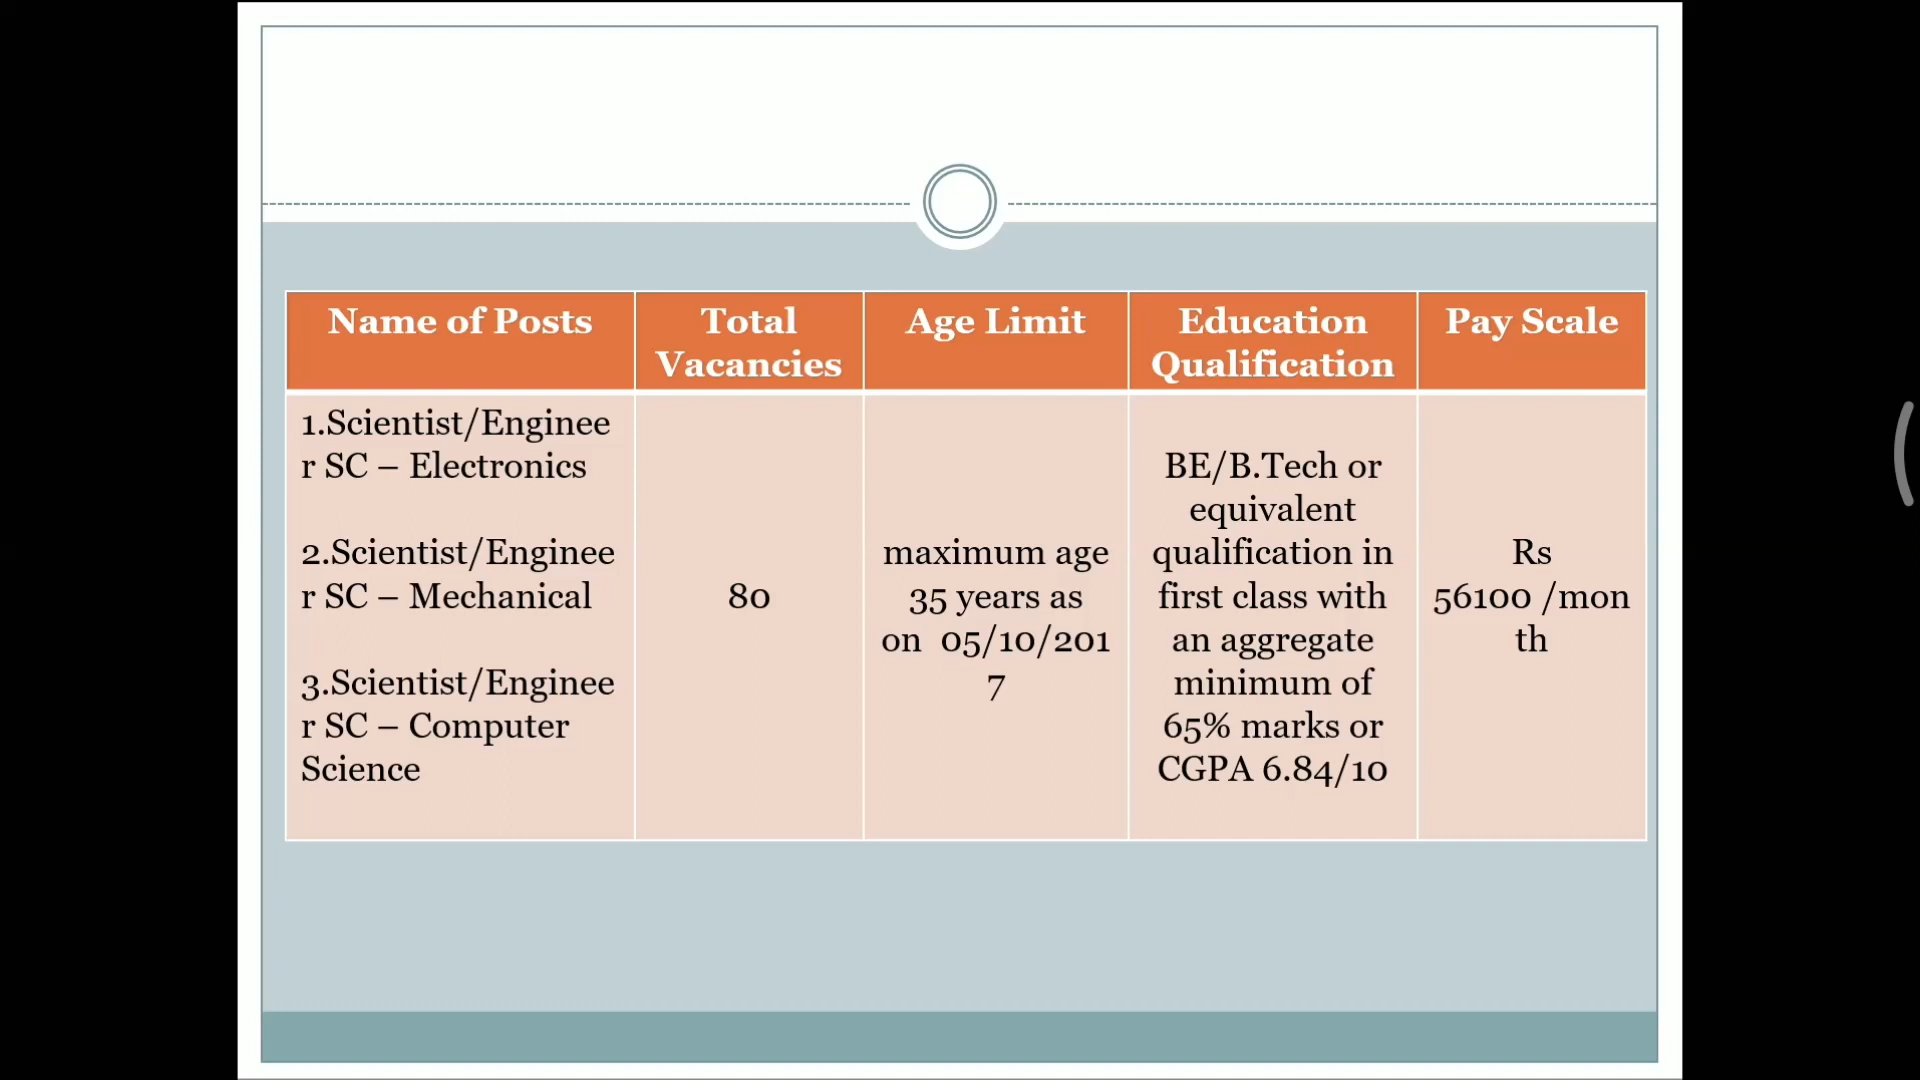 Name of Posts
Total
Vacancies
Age Limit
Education
Qualification
Pay Scale
1.Scientist/Enginee
r SC – Electronics
2.Scientist/Enginee
r SC – Mechanical
3.Scientist/Enginee
r SC – Computer
Science
80
maximum age
35 years as
on 05/10/201
7
BE/B.Tech or
equivalent
qualification in
first class with
an aggregate
minimum of
65% marks or
CGPA 6.84/10
Rs
56100 /mon
th